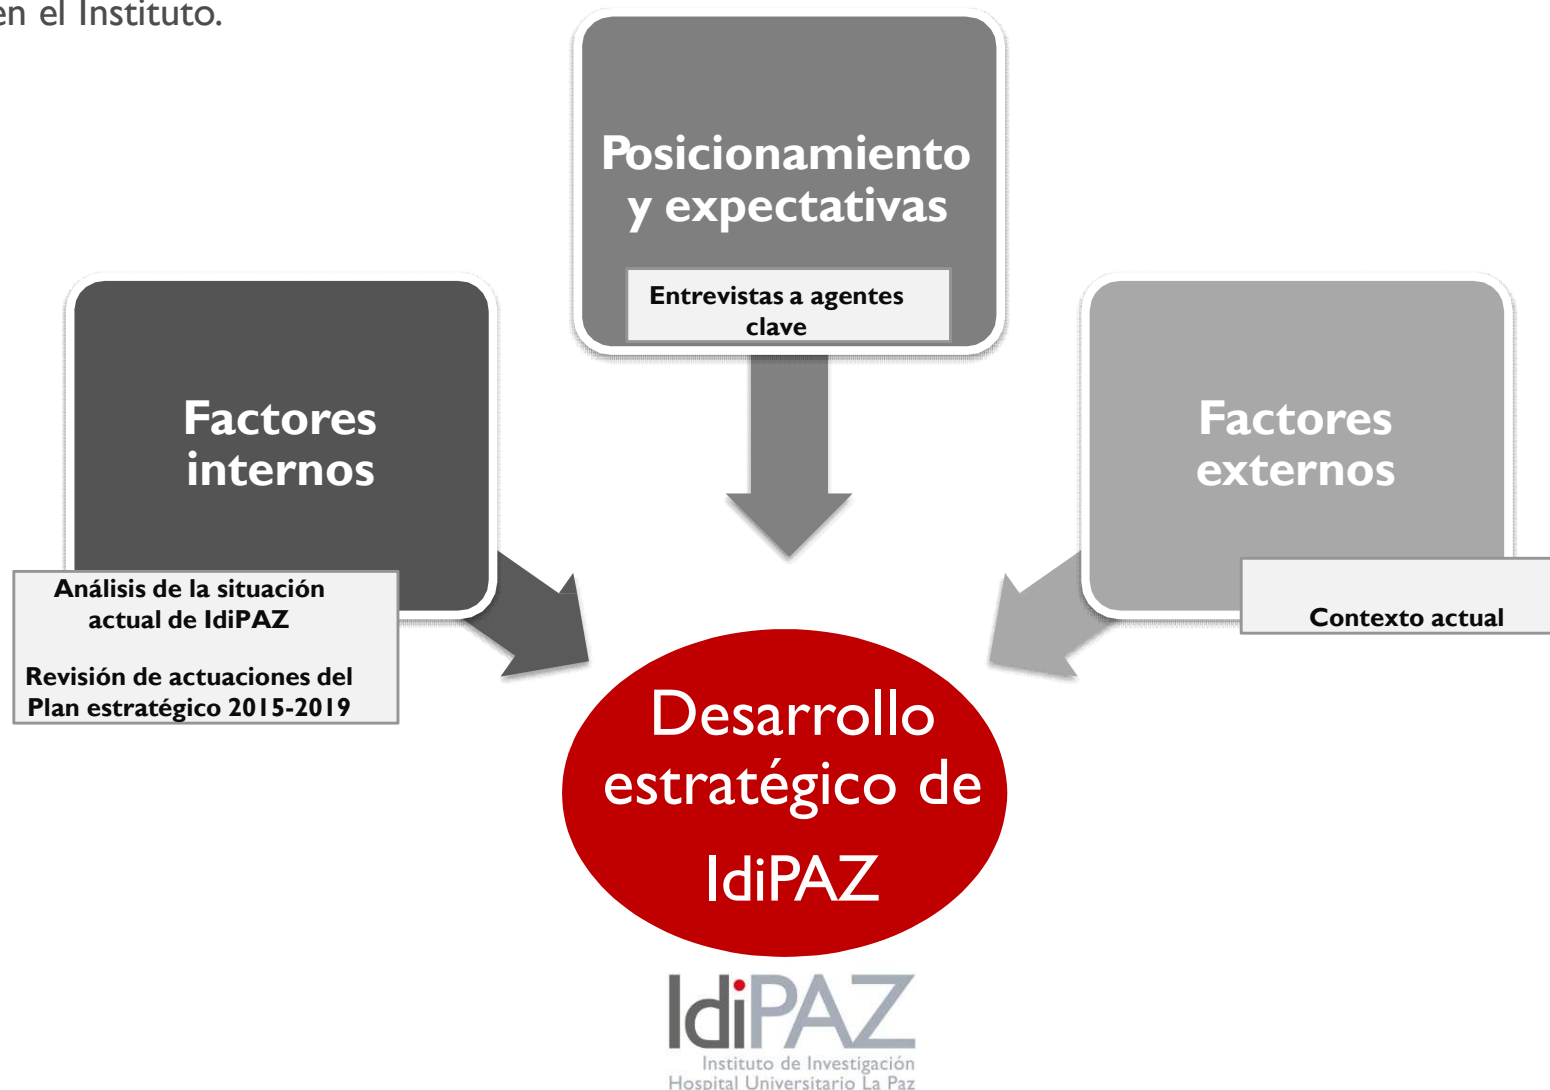 en el Instituto.
Posicionamiento
y expectativas
Entrevistas a agentes
clave
Factores
internos
Análisis de la situación
actual de IdiPAZ
Revisión de actuaciones del
Plan estratégico 2015-2019
Factores
externos
Contexto actual
Desarrollo
estratégico de
IdiPAZ
IdiPAZ
Instituto de Investigación
Hospital Universitario La Paz